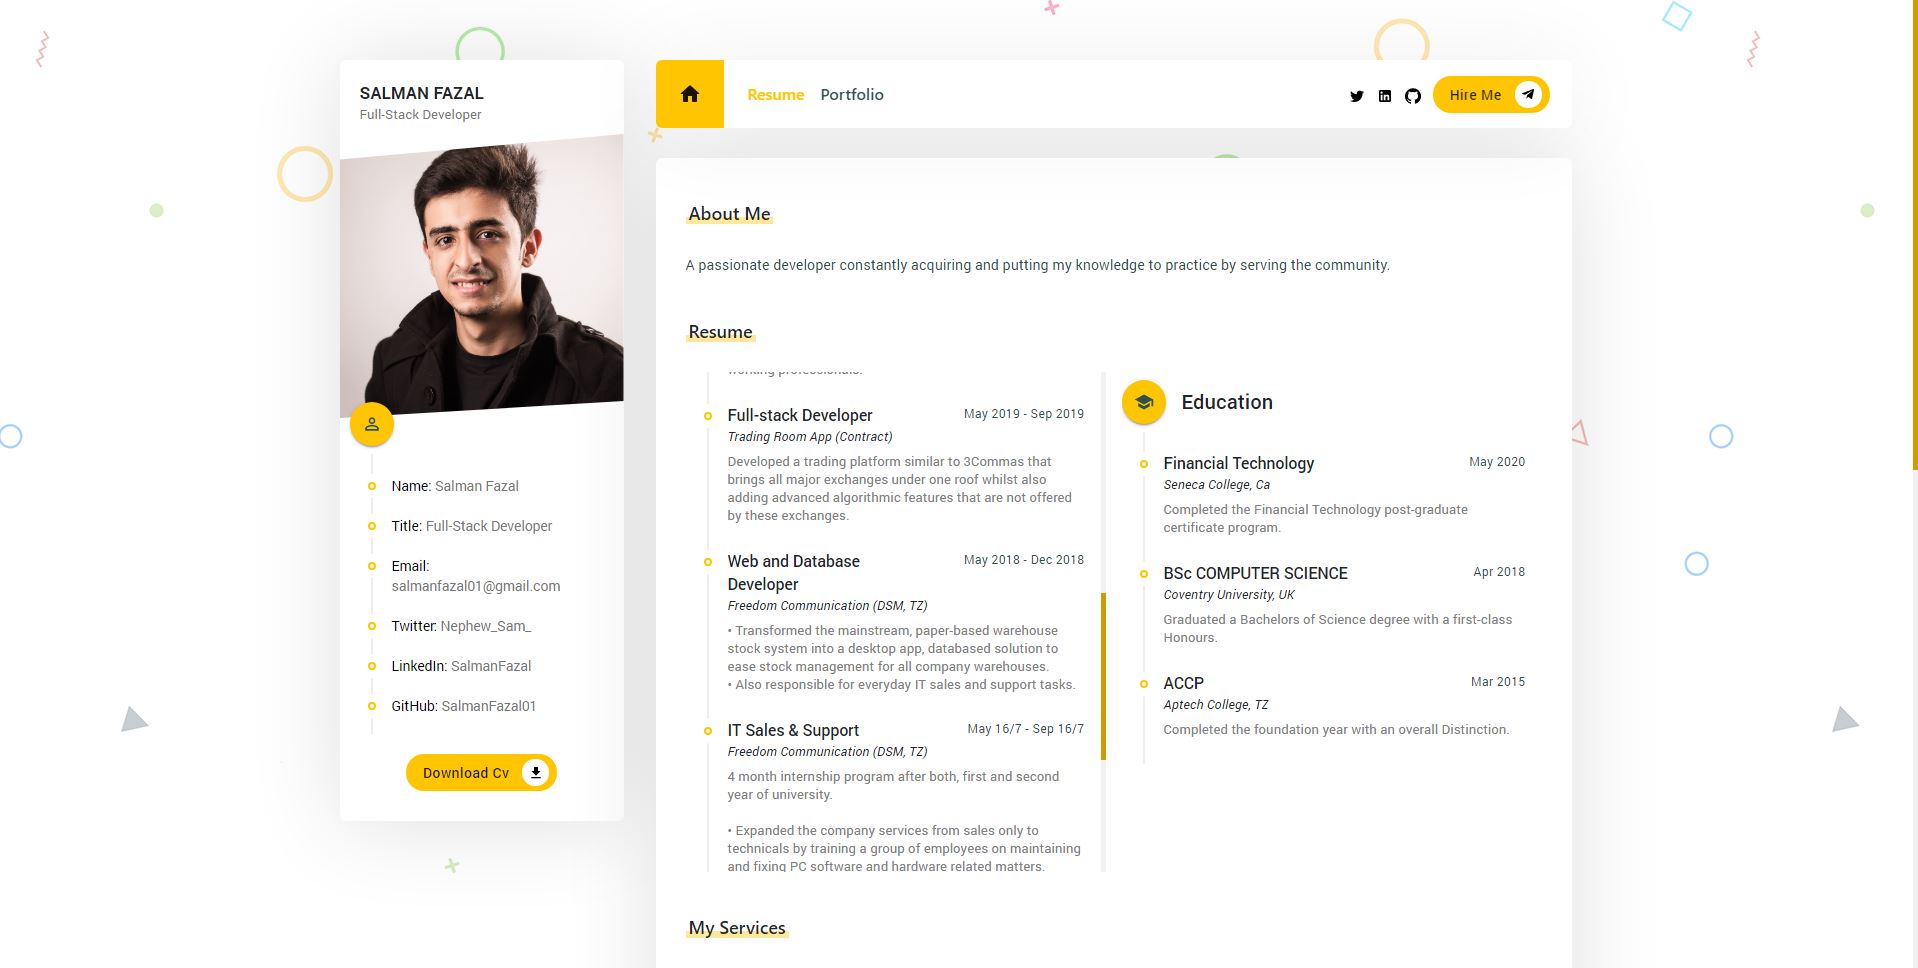 SALMAN FAZAL
Full-Stack Developer
Name: Salman Fazal
Title: Full-Stack Developer
Email:
salmanfazal01@gmail.com
Twitter: Nephew_Sam_
LinkedIn: SalmanFazal
GitHub: SalmanFazal01
Download Cv
Resume Portfolio
Hire Me
About Me
A passionate developer constantly acquiring and putting my knowledge to practice by serving the community.
Resume
working professionals.
Full-stack Developer May 2019 - Sep 2019
Trading Room App (Contract)
Developed a trading platform similar to 3Commas that
brings all major exchanges under one roof whilst also
adding advanced algorithmic features that are not offered
by these exchanges.
Web and Database May 2018 - Dec 2018
Developer
Freedom Communication (DSM, TZ)
• Transformed the mainstream, paper-based warehouse
stock system into a desktop app, databased solution to
ease stock management for all company warehouses.
• Also responsible for everyday IT sales and support tasks.
IT Sales & Support May 16/7 - Sep 16/7
Freedom Communication (DSM, TZ)
4 month internship program after both, first and second
year of university.
• Expanded the company services from sales only to
technicals by training a group of employees on maintaining
and fixing PC software and hardware related matters.
Education
Financial Technology May 2020
Seneca College, Ca
Completed the Financial Technology post-graduate
certificate program.
BSc COMPUTER SCIENCE Apr 2018
Coventry University, UK
Graduated a Bachelors of Science degree with a first-class
Honours.
ACCP Mar 2015
Aptech College, TZ
Completed the foundation year with an overall Distinction.
My Services